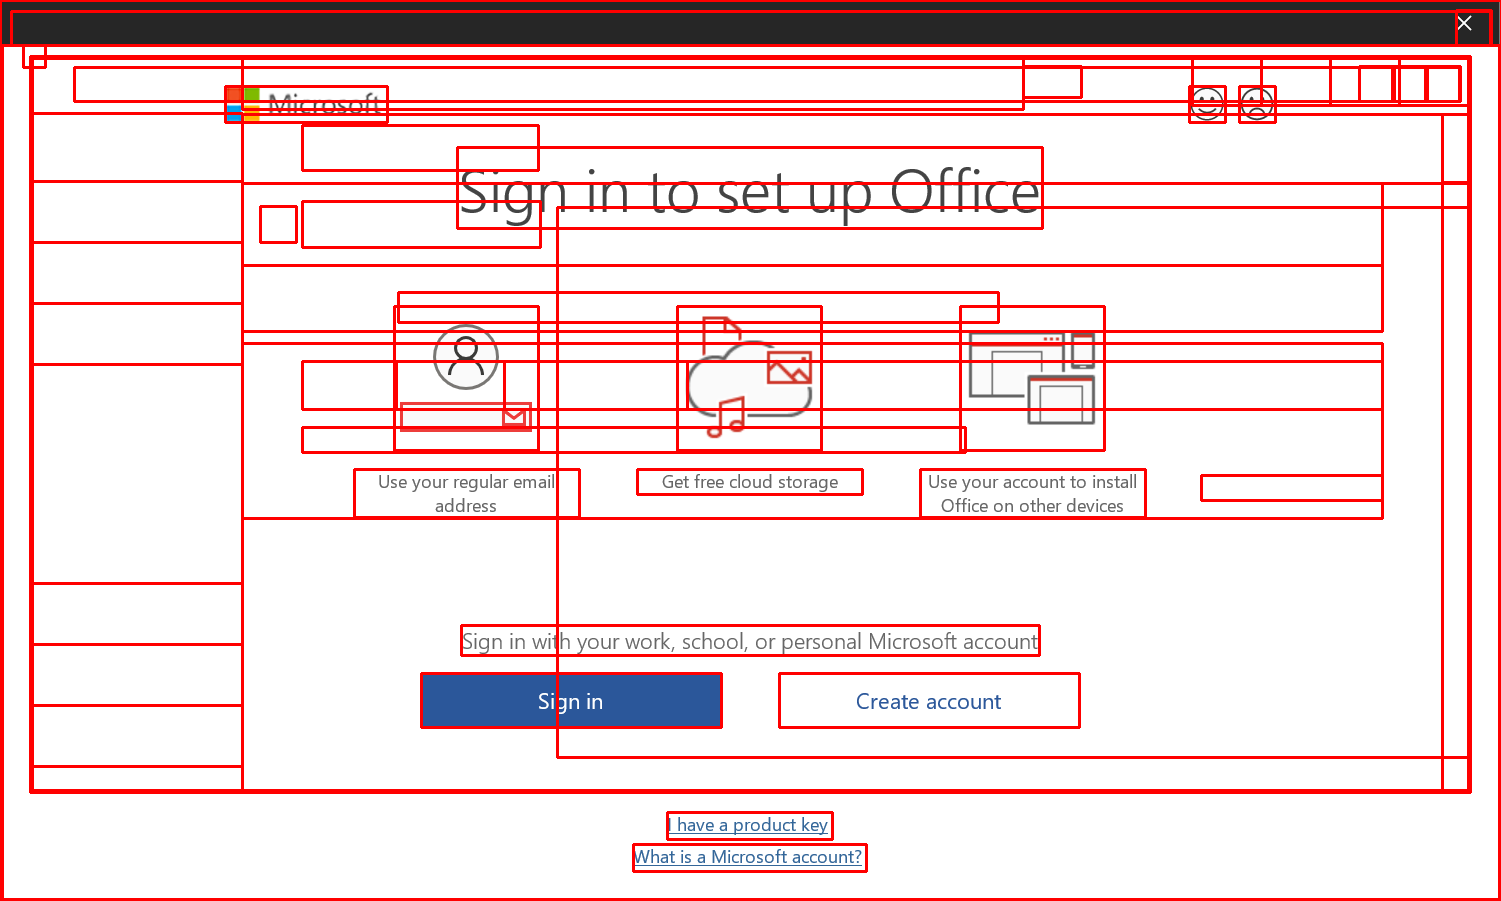 Microsoft
Sign in to set up Office
Use your regular email
address
Get free cloud storage
Use your account to install
Office on other devices
Sign in with your work, school, or personal Microsoft account
Sign in
Create account
I have a product key
What is a Microsoft account?